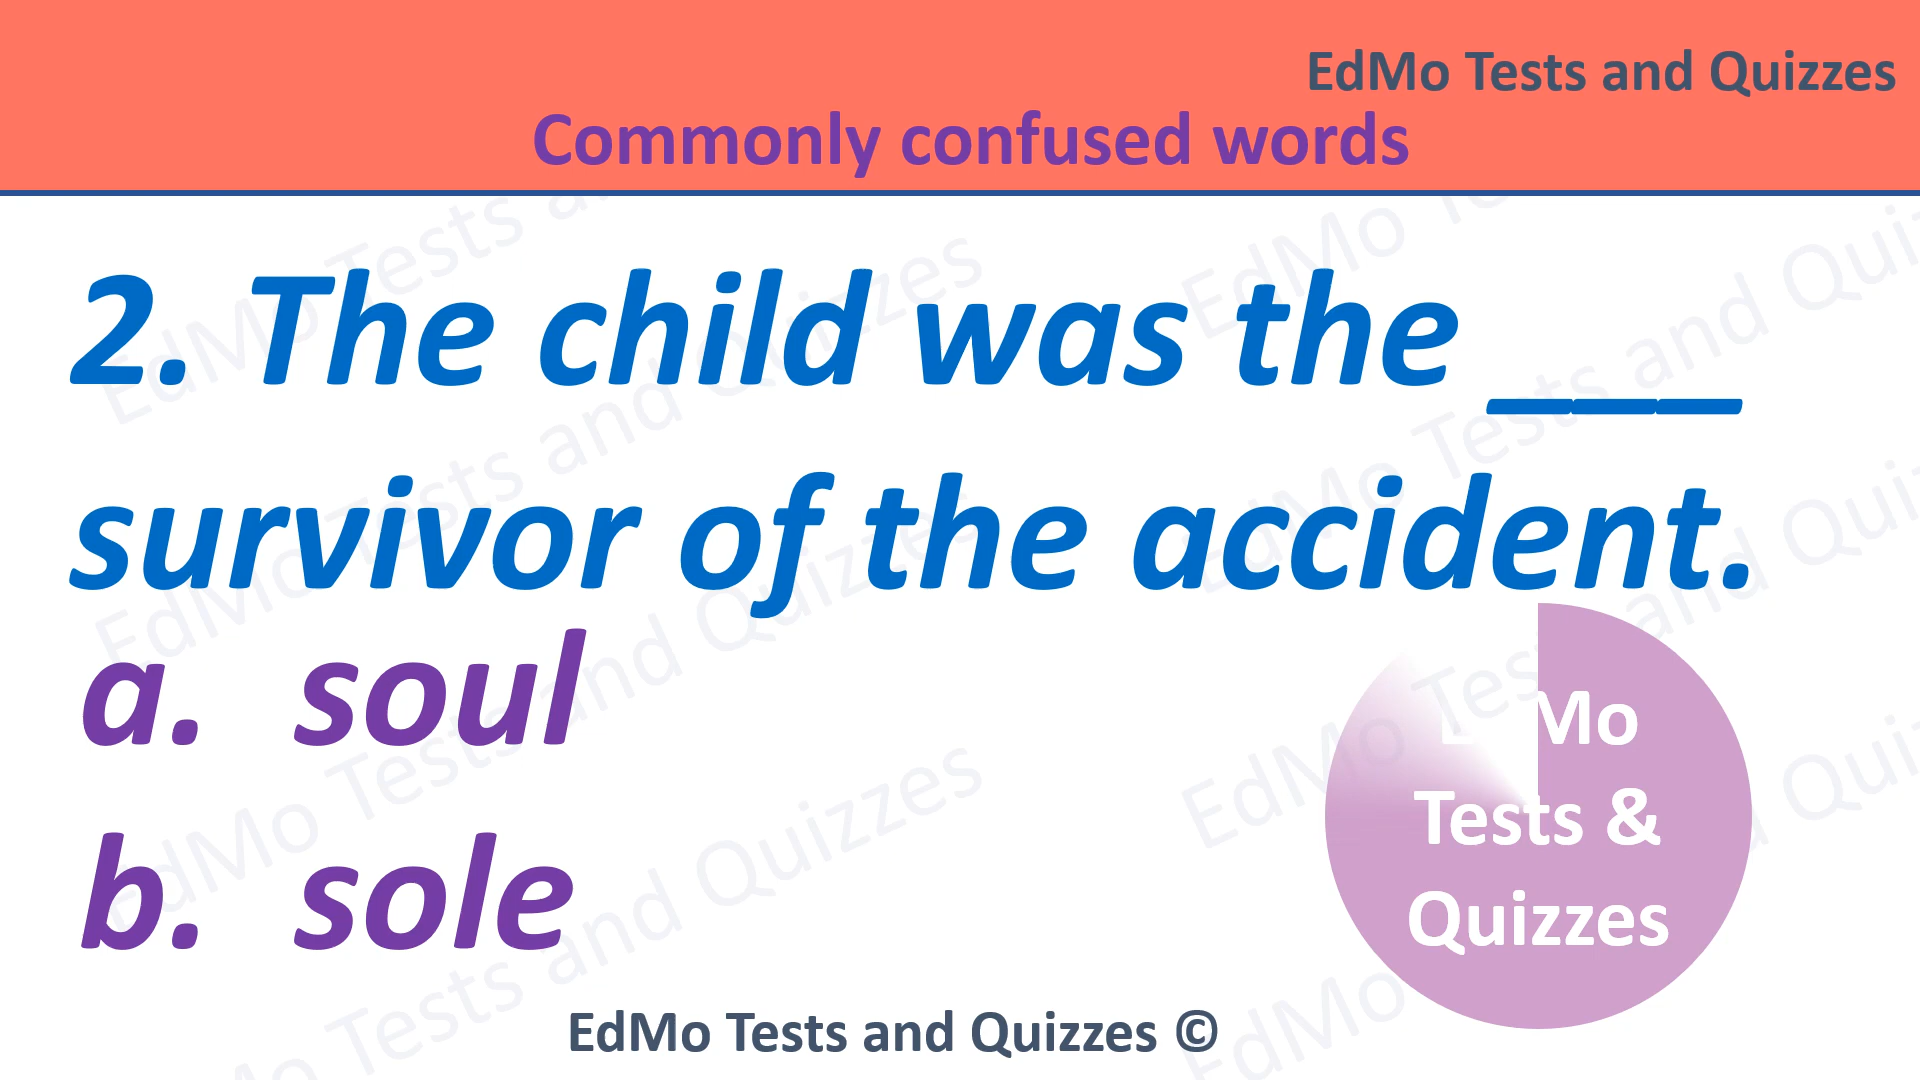 EdMo Tests and Quizzes
Commonly confused words
2. The child was the ___
survivor of the accident.
a. soul
b. sole
Mo
Tests &
Quizzes
EdMo Tests and Quizzes ©